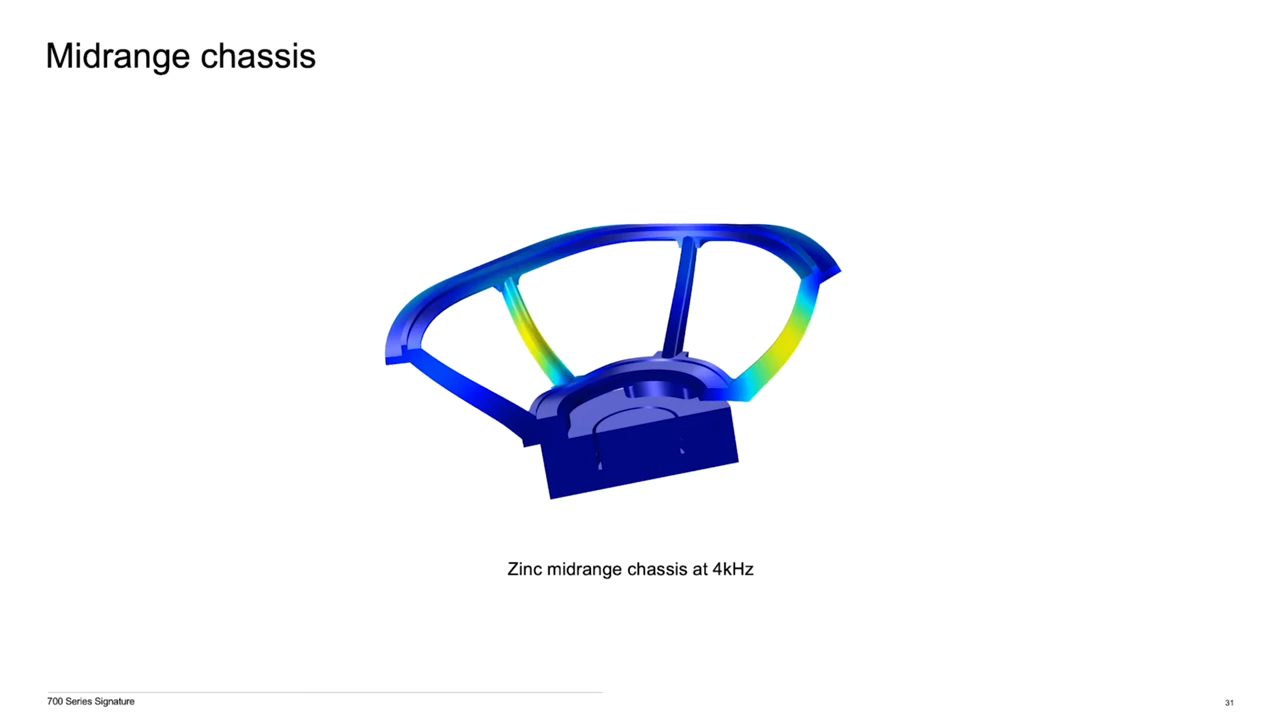 Midrange chassis
Zinc midrange chassis at 4kHz
700 Series Signature
31